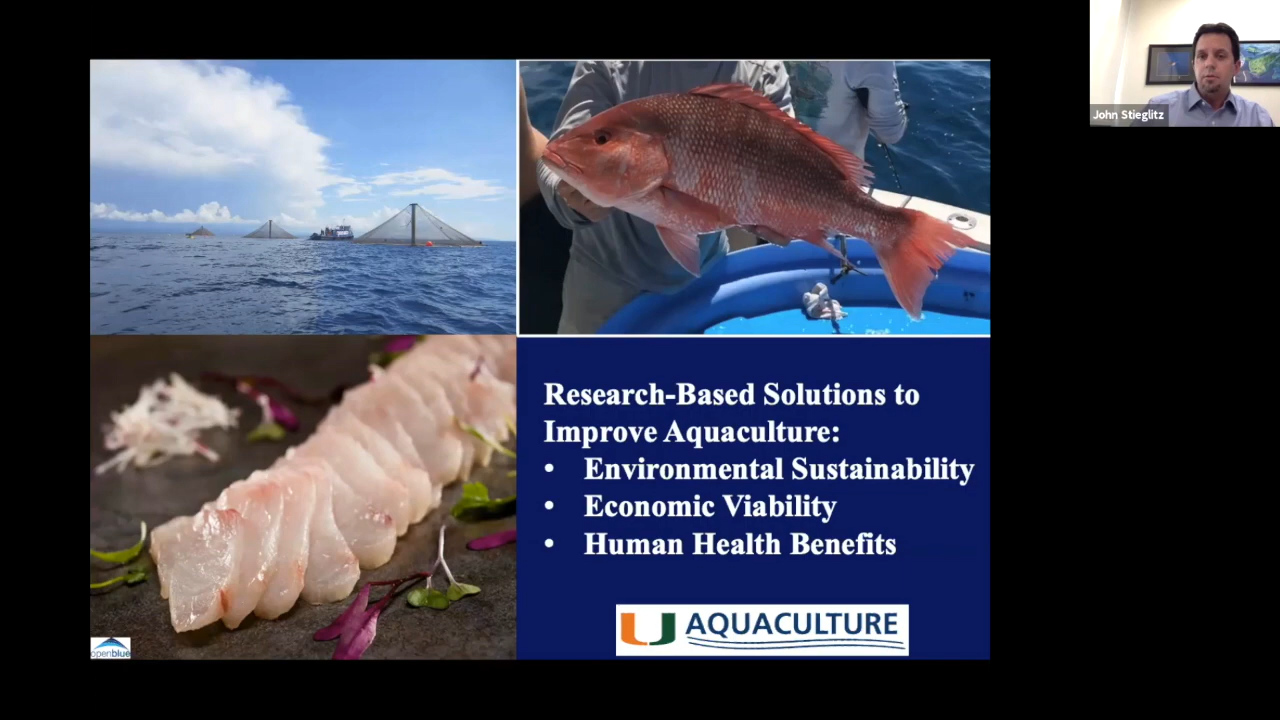 John Stieglitz
Research-Based Solutions to
Improve Aquaculture:
• Environmental Sustainability
• Economic Viability
• Human Health Benefits
U AQUACULTURE
openblue